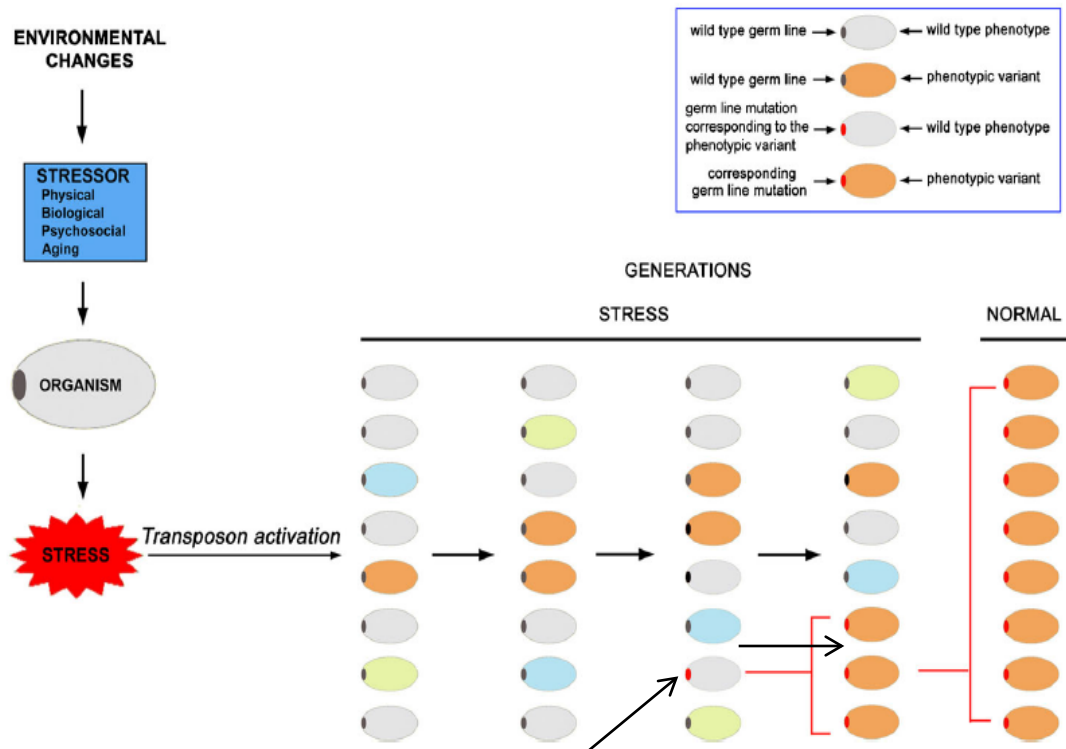 ENVIRONMENTAL
CHANGES
STRESSOR
Physical
Biological
Psychosocial
Aging
ORGANISM
STRESS
Transposon activation
wild type germ line
wild type phenotype
wild type germ line
phenotypic variant
germ line mutation
corresponding to the
phenotypic variant
wild type phenotype
corresponding
germ line mutation
phenotypic variant
GENERATIONS
STRESS
NORMAL